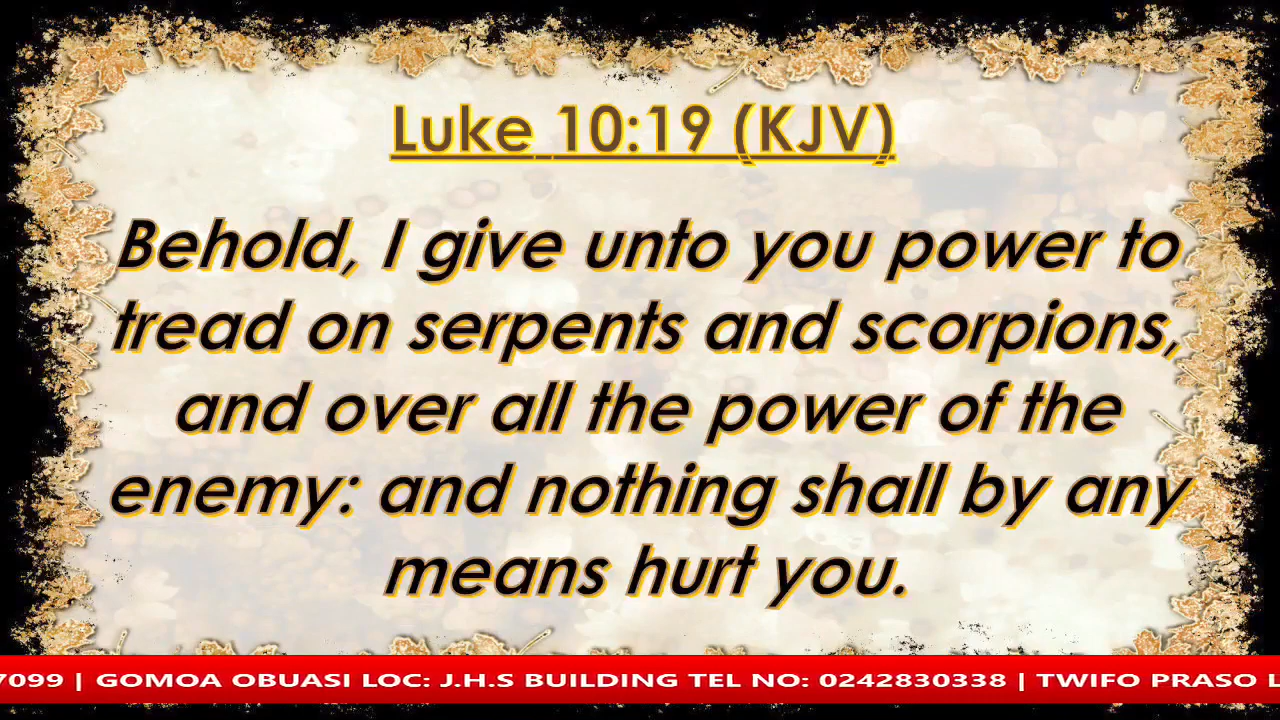 Luke 10:19 (KJV)
Behold, I give unto you power to
tread on serpents and scorpions,
and over all the power of the
enemy: and nothing shall by any
means hurt you.
7099 | GOMOA OBUASI LOC: J.H.S BUILDING TEL NO: 0242830338 | TWIFO PRASO L